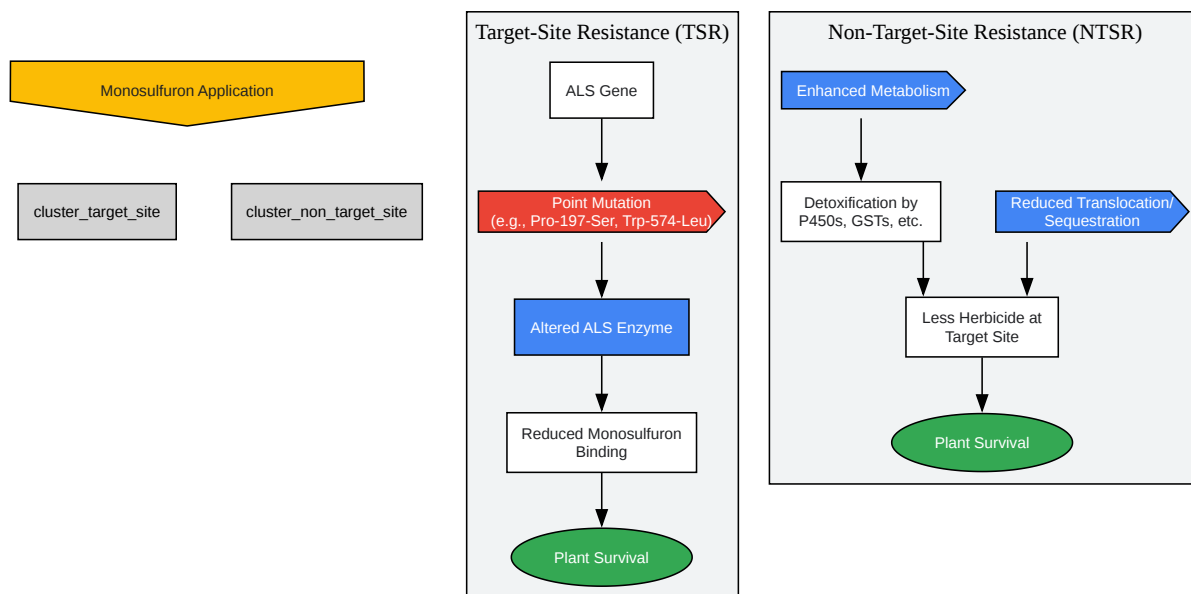 Monosulfuron Application
cluster_target_site
cluster_non_target_site
Target-Site Resistance (TSR)
ALS Gene
Point Mutation
(e.g., Pro-197-Ser, Trp-574-Leu)
Altered ALS Enzyme
Reduced Monosulfuron
Binding
Plant Survival
Non-Target-Site Resistance (NTSR)
Enhanced Metabolism
Detoxification by
P450s, GSTs, etc.
Reduced Translocation/
Sequestration
Less Herbicide at
Target Site
Plant Survival